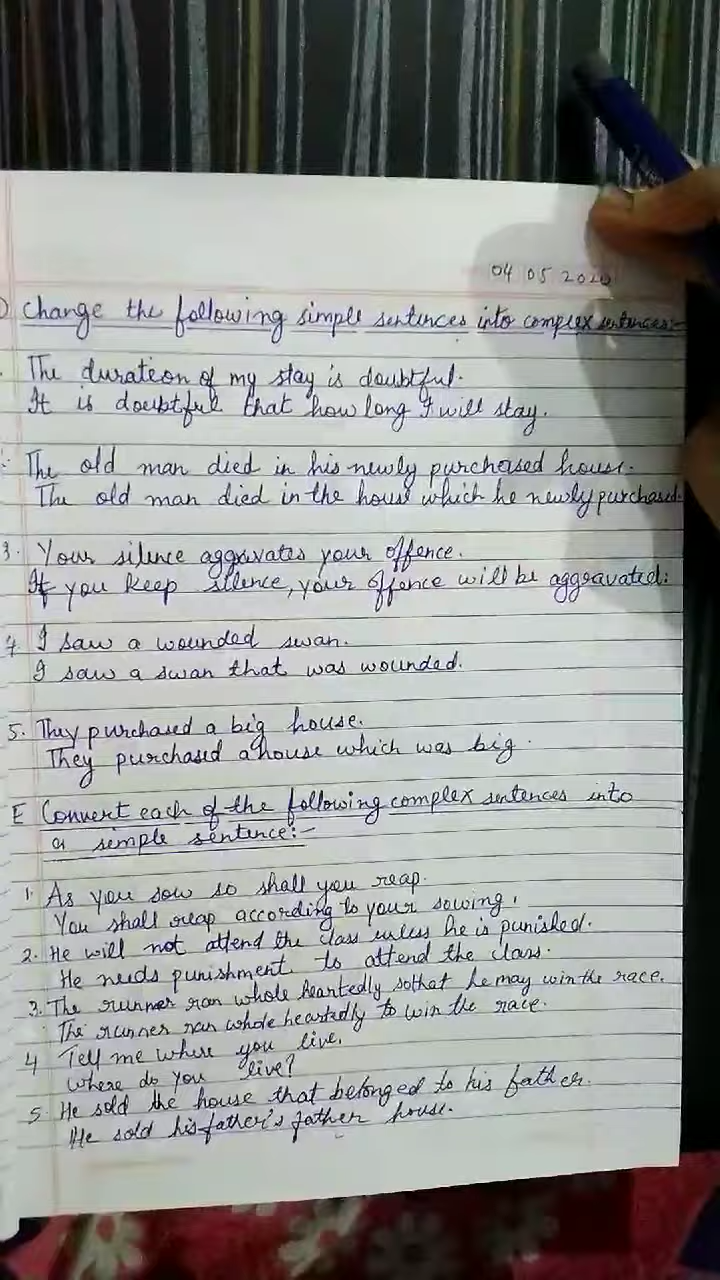 04 05 2020
D Change the following simple sentences into complex sentences:-
The duration of my stay is doubtful.
It is doubtful that how long I will stay.
The old man died in his newly purchased house.
The old man died in the house which he newly purchased.
3. Your silence aggravates your offence.
If you keep silence, your offence will be aggravated.
4. I saw a wounded swan.
I saw a swan that was wounded.
5. They purchased a big house.
They purchased a house which was big.
E Convert each of the following complex sentences into
a simple sentence:-
1. As you sow so shall you reap.
You shall reap according to your sowing.
2. He will not attend the class unless he is punished.
He needs punishment to attend the class.
3. The runner ran whole heartedly so that he may win the race.
The runner ran whole heartedly to win the race.
4 Tell me where you live.
Where do you live?
5. He sold the house that belonged to his father.
He sold his father's father house.